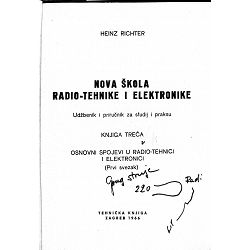 HEINZ RICHTER
NOVA ŠKOLA
RADIO-TEHNIKE I ELEKTRONIKE
Udžbenik i priručnik za studij i praksu
KNJIGA TREĆA
OSNOVNI SPOJEVI U RADIO-TEHNICI
I ELEKTRONICI
(Prvi svezak)
struje
220
TEHNIČKA KNJIGA
ZAGREB 1966